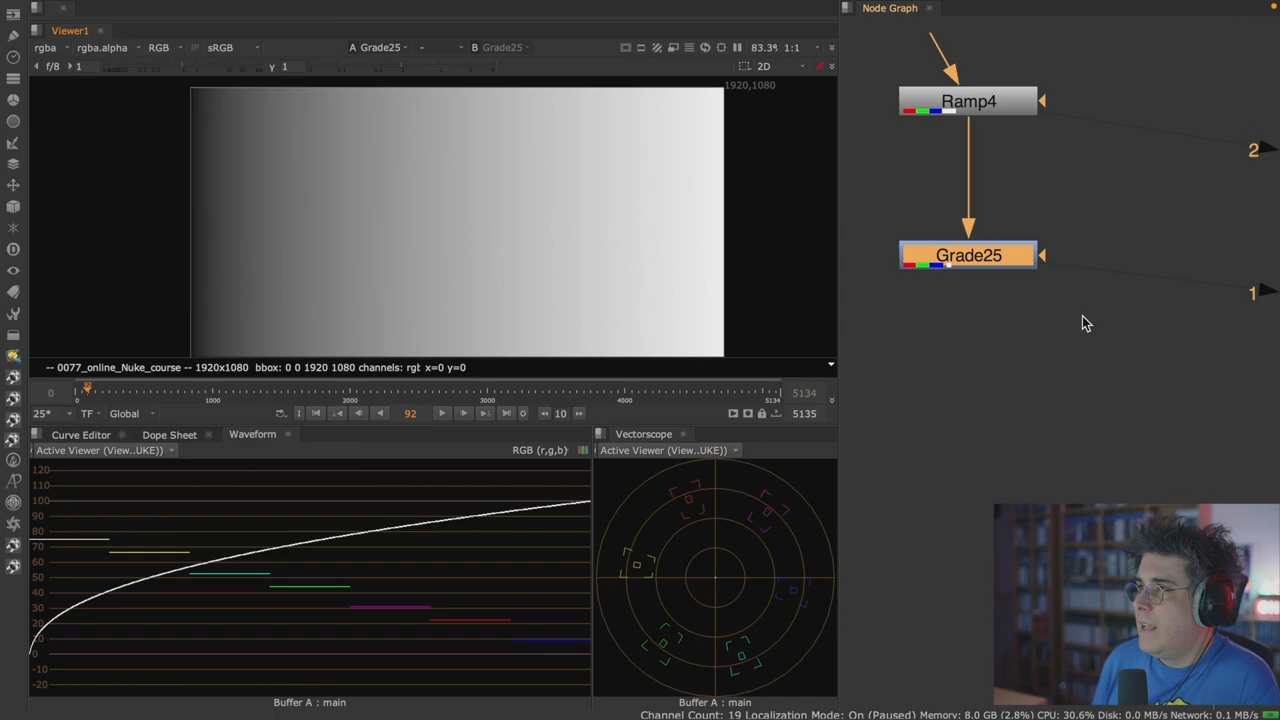 Node Graph
Viewer1
rgba rgba.alpha RGB IP sRGB A Grade25 - B Grade25 83.3% 1:1
f/8 1 y 1 2D
1920,1080
Ramp4
2
Grade25
1
-- 0077_online_Nuke_course -- 1920x1080 bbox: 0 0 1920 1080 channels: rgt x=0 y=0
0 92 1000 2000 3000 4000 5134 5134
25* TF Global I 92 O 10 5135
Curve Editor Dope Sheet Waveform Vectorscope
Active Viewer (View..UKE)) RGB (r,g,b) Active Viewer (View..UKE))
120
110
100
90
80
70
60
50
40
30
20
10
0
-10
-20
Buffer A : main Buffer A : main
Channel Count: 19 Localization Mode: On (Paused) Memory: 8.0 GB (2.8%) CPU: 30.6% Disk: 0.0 MB/s Network: 0.1 MB/s